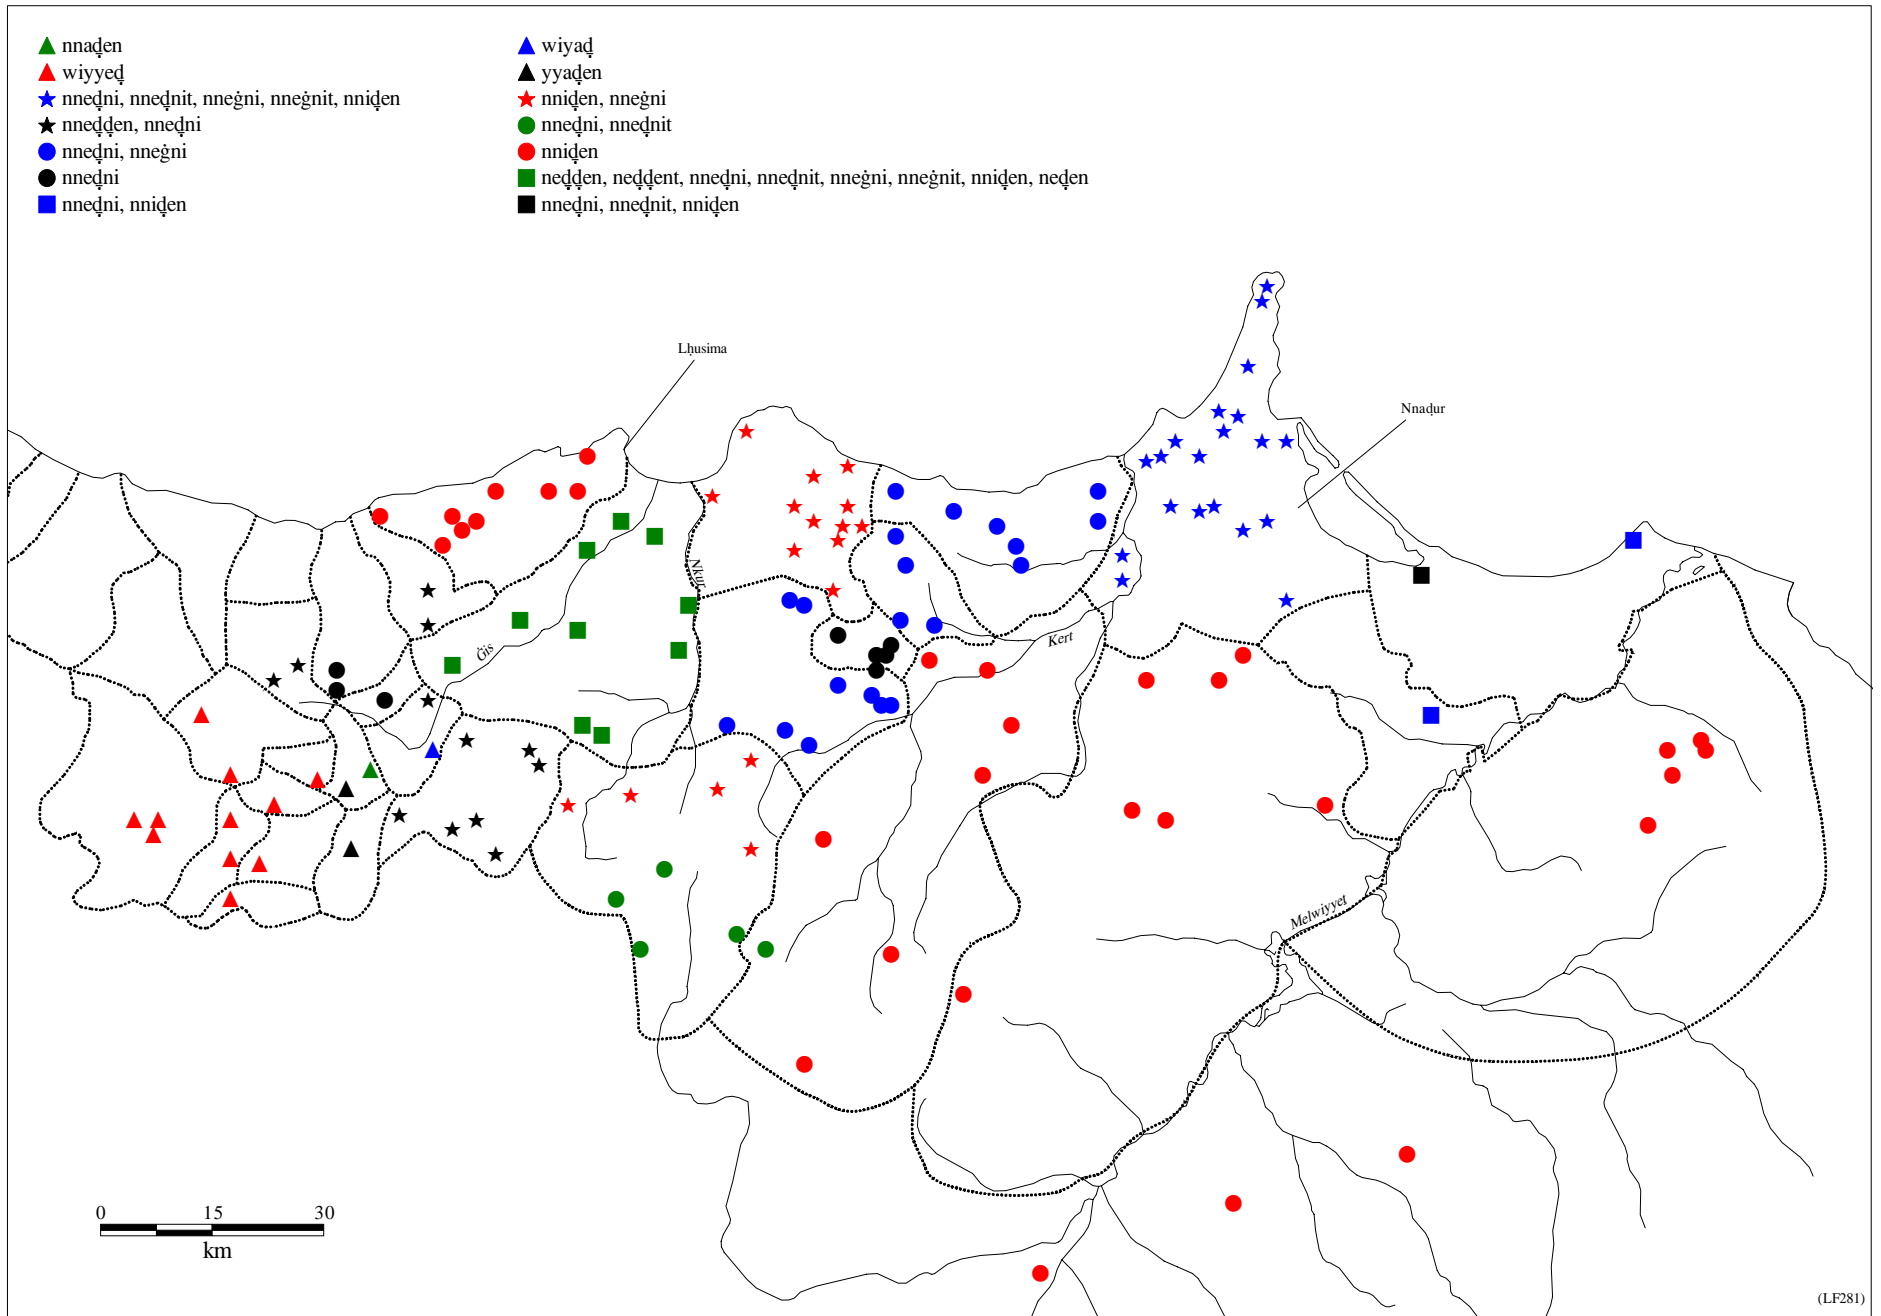 nnaḍen
wiyyeḍ
nneḍni, nneḍnit, nneġni, nneġnit, nniḍen
nneḍḍen, nneḍni
nneḍni, nneġni
nneḍni
nneḍni, nniḍen
wiyaḍ
yyaḍen
nniḍen, nneġni
nneḍni, nneḍnit
nniḍen
neḍḍen, neḍḍent, nneḍni, nneḍnit, nneġni, nneġnit, nniḍen, neḍen
nneḍni, nneḍnit, nniḍen
Lḥusima
Nnaḍur
Nkur
Ġis
Kert
Melwiyyet
0 15 30
km
(LF281)